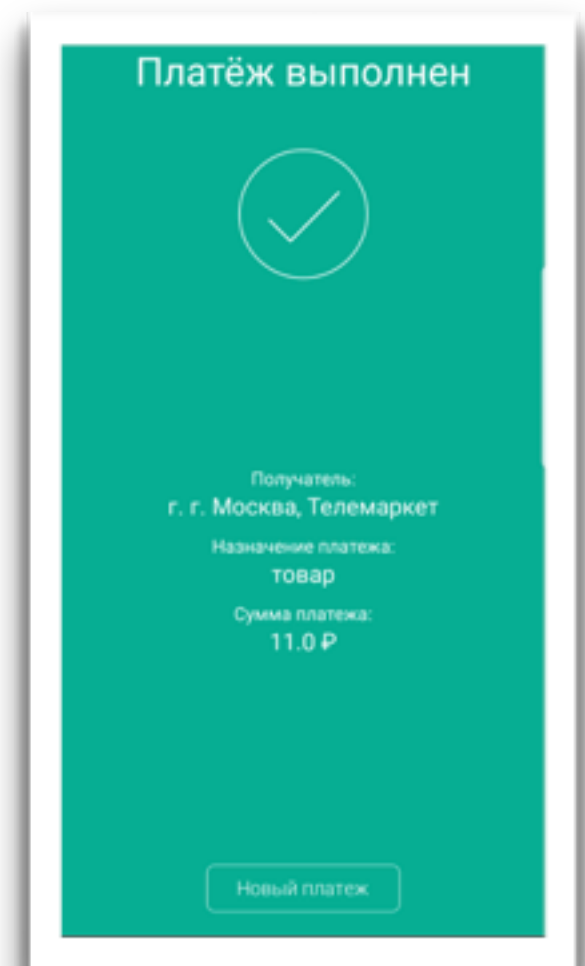 Платёж выполнен
Получатель:
г. г. Москва, Телемаркет
Назначение платежа:
товар
Сумма платежа:
11.0 ₽
Новый платеж